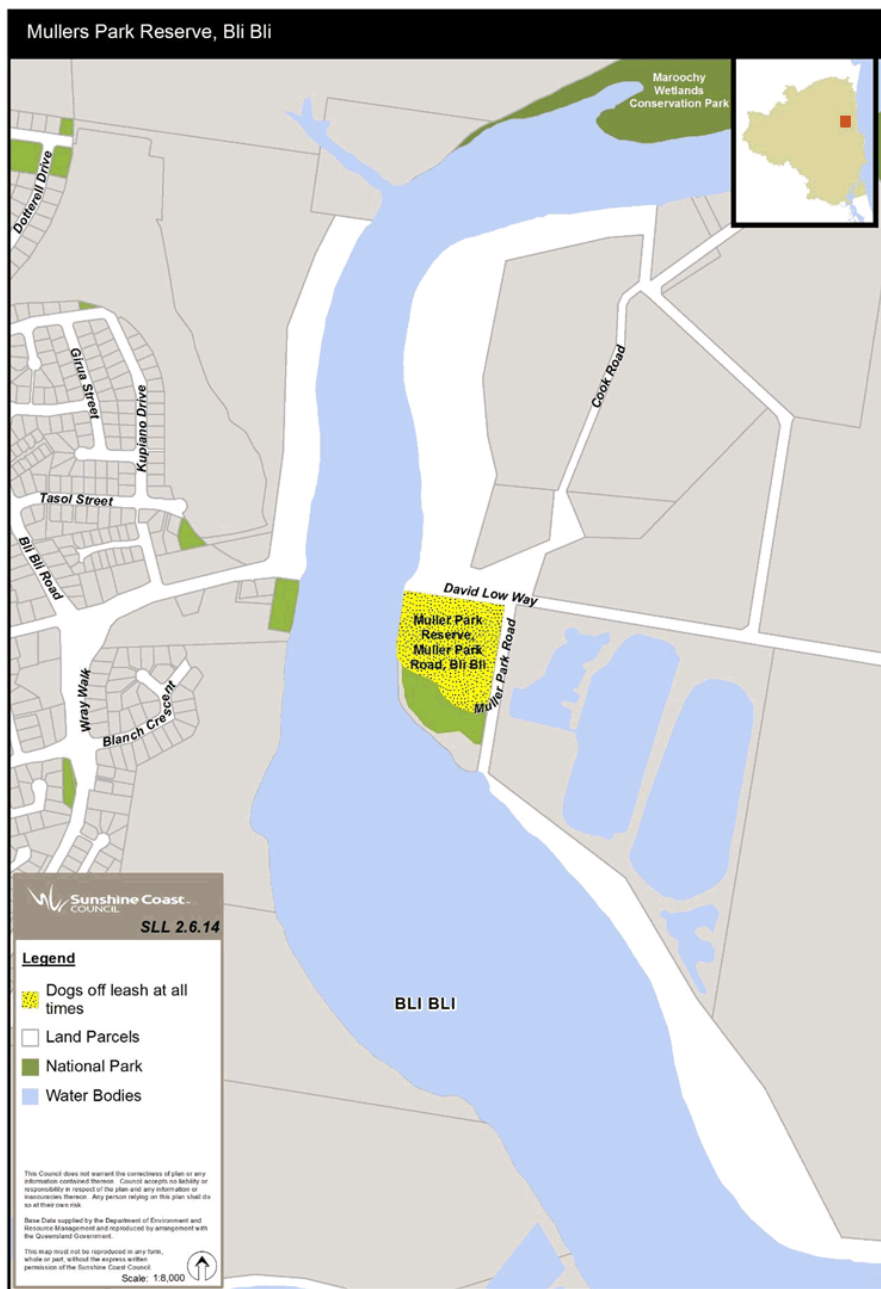 Mullers Park Reserve, Bli Bli
Maroochy
Wetlands
Conservation Park
Dotterell Drive
Girua Street
Kupiano Drive
Cook Road
Tasol Street
Bli Bli Road
David Low Way
Muller Park
Reserve,
Muller Park
Road, Bli Bli
Muller Park Road
Wray Walk
Blanch Crescent
BLI BLI
Sunshine Coast
COUNCIL
SLL 2.6.14
Legend
Dogs off leash at all
times
Land Parcels
National Park
Water Bodies
This Council does not warrant the correctness of plan or any
information contained thereon. Council accepts no liability or
responsibility in respect of the plan and any information or
inaccuracies thereon. Any person relying on this plan shall do
so at their own risk.
Base Data supplied by the Department of Environment and
Resource Management and reproduced by arrangement with
the Queensland Government.
This map must not be reproduced in any form,
whole or part, without the express written
permission of the Sunshine Coast Council.
Scale: 1:8,000